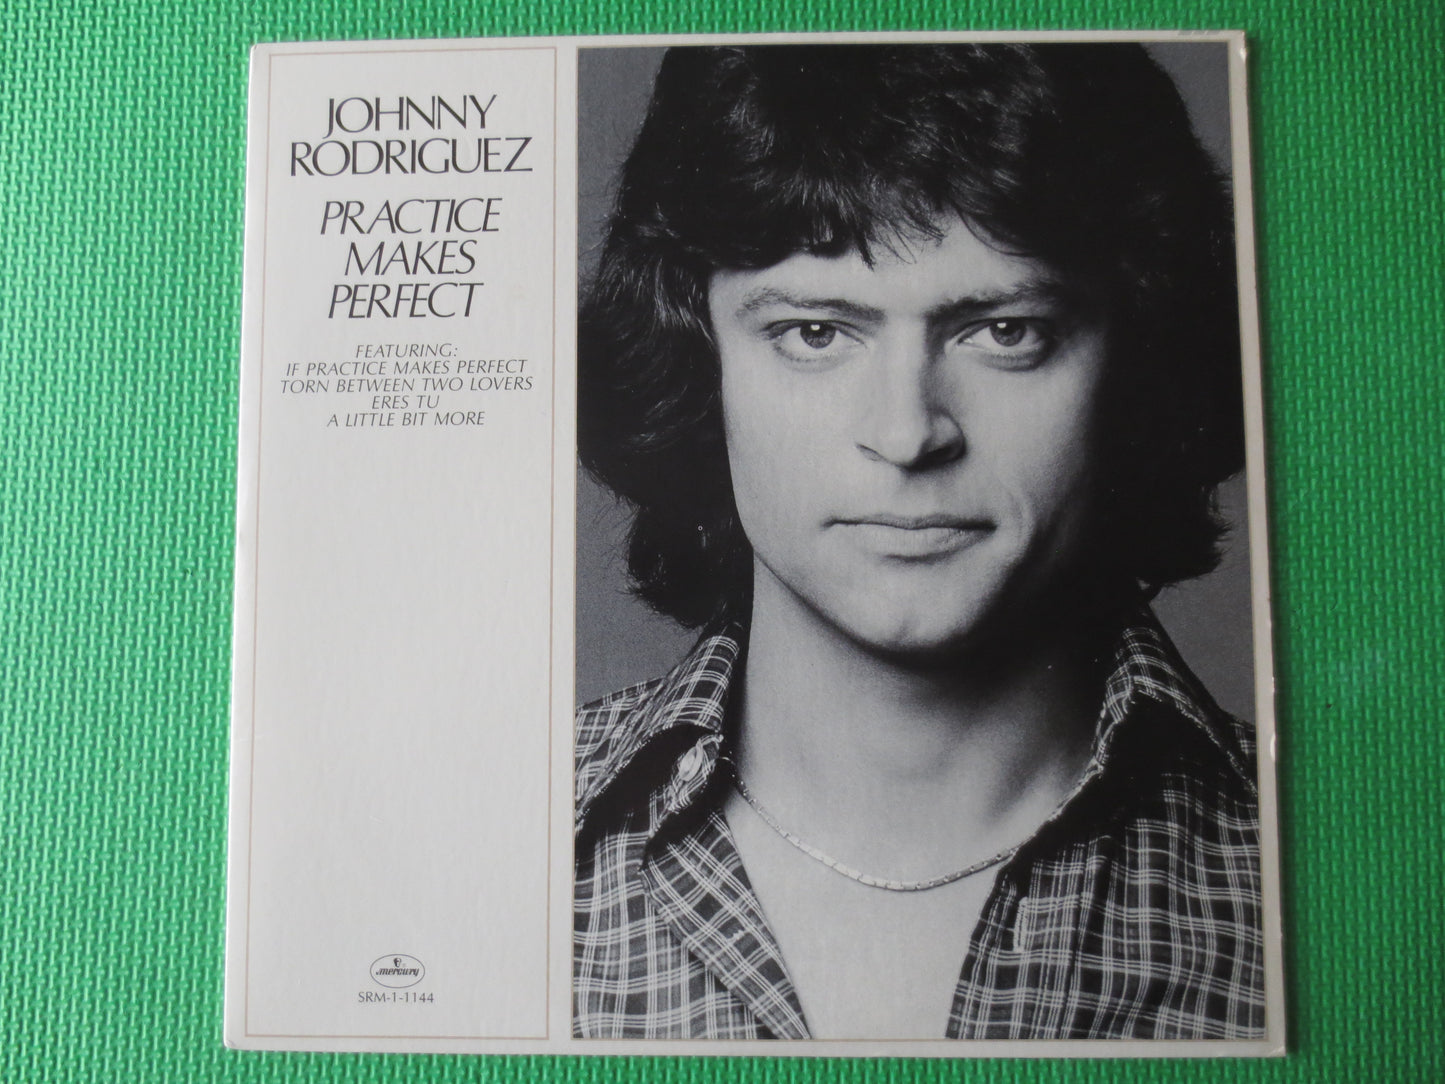 JOHNNY
RODRIGUEZ
PRACTICE
MAKES
PERFECT
FEATURING:
IF PRACTICE MAKES PERFECT
TORN BETWEEN TWO LOVERS
ERES TU
A LITTLE BIT MORE
mercury
SRM-1-1144